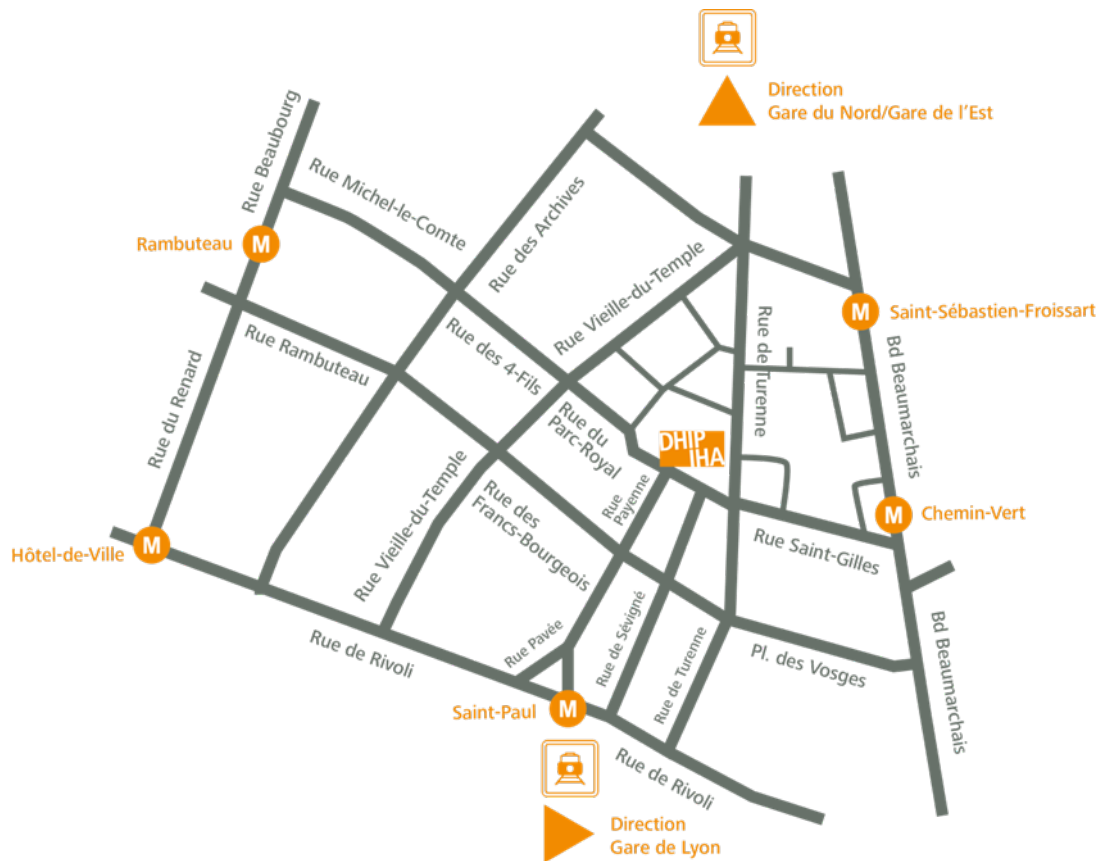 Direction
Gare du Nord/Gare de l'Est
Rue Beaubourg
Rue Michel-le-Comte
Rue des Archives
M
Rambuteau
Rue Vieille-du-Temple
M
Saint-Sébastien-Froissart
Rue Rambuteau
Rue des 4-Fils
Rue de Turenne
Bd Beaumarchais
Rue du Renard
Rue du
Parc-Royal
DHIP
IHA
Rue
Payenne
M
Chemin-Vert
Rue Vieille-du-Temple
Rue des
Francs-Bourgeois
Rue Saint-Gilles
M
Hôtel-de-Ville
Rue de Rivoli
Rue Pavée
Rue de Sévigné
Rue de Turenne
Pl. des Vosges
Bd Beaumarchais
Saint-Paul
M
Rue de Rivoli
Direction
Gare de Lyon